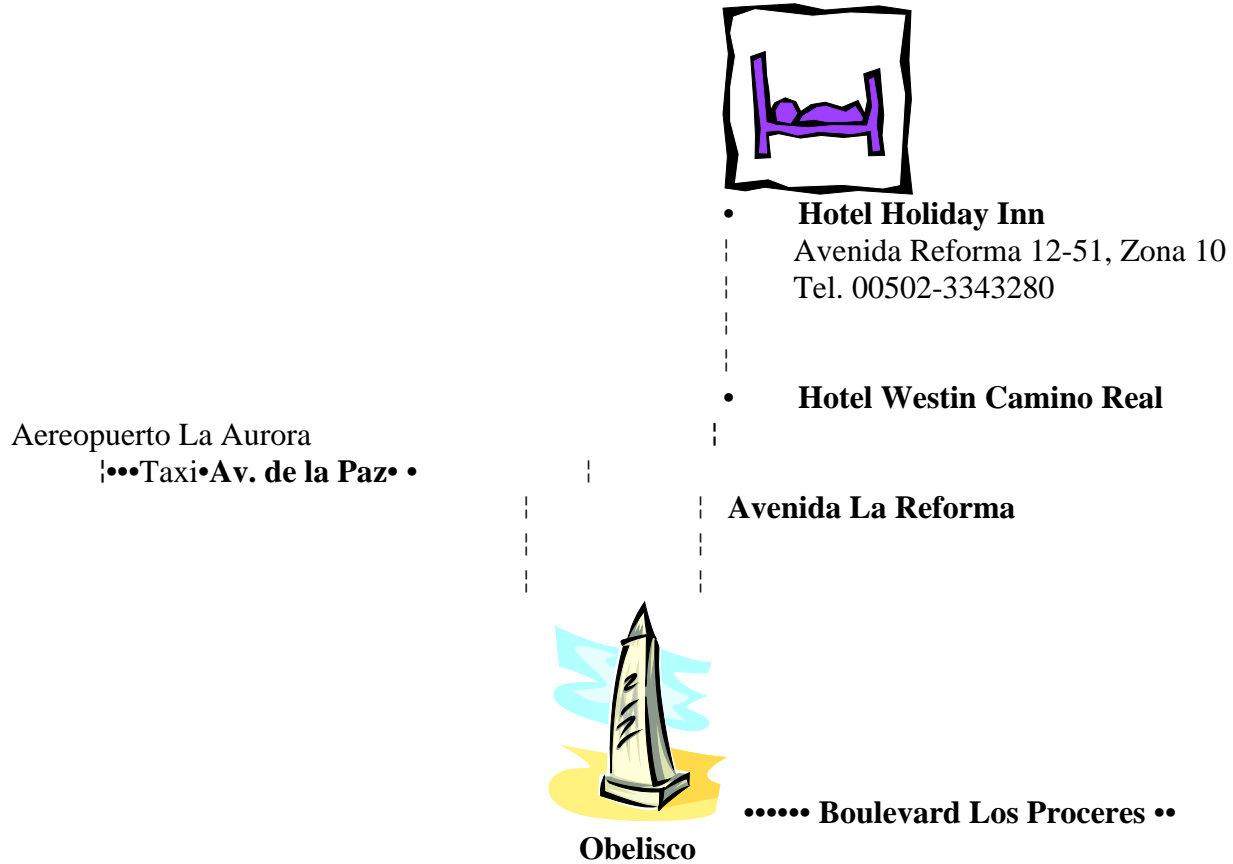 • Hotel Holiday Inn
¦ Avenida Reforma 12-51, Zona 10
¦ Tel. 00502-3343280
¦
¦
• Hotel Westin Camino Real
Aereopuerto La Aurora ¦
¦•••Taxi•Av. de la Paz• • ¦
¦ ¦ Avenida La Reforma
¦ ¦
¦ ¦
•••••• Boulevard Los Proceres ••
Obelisco